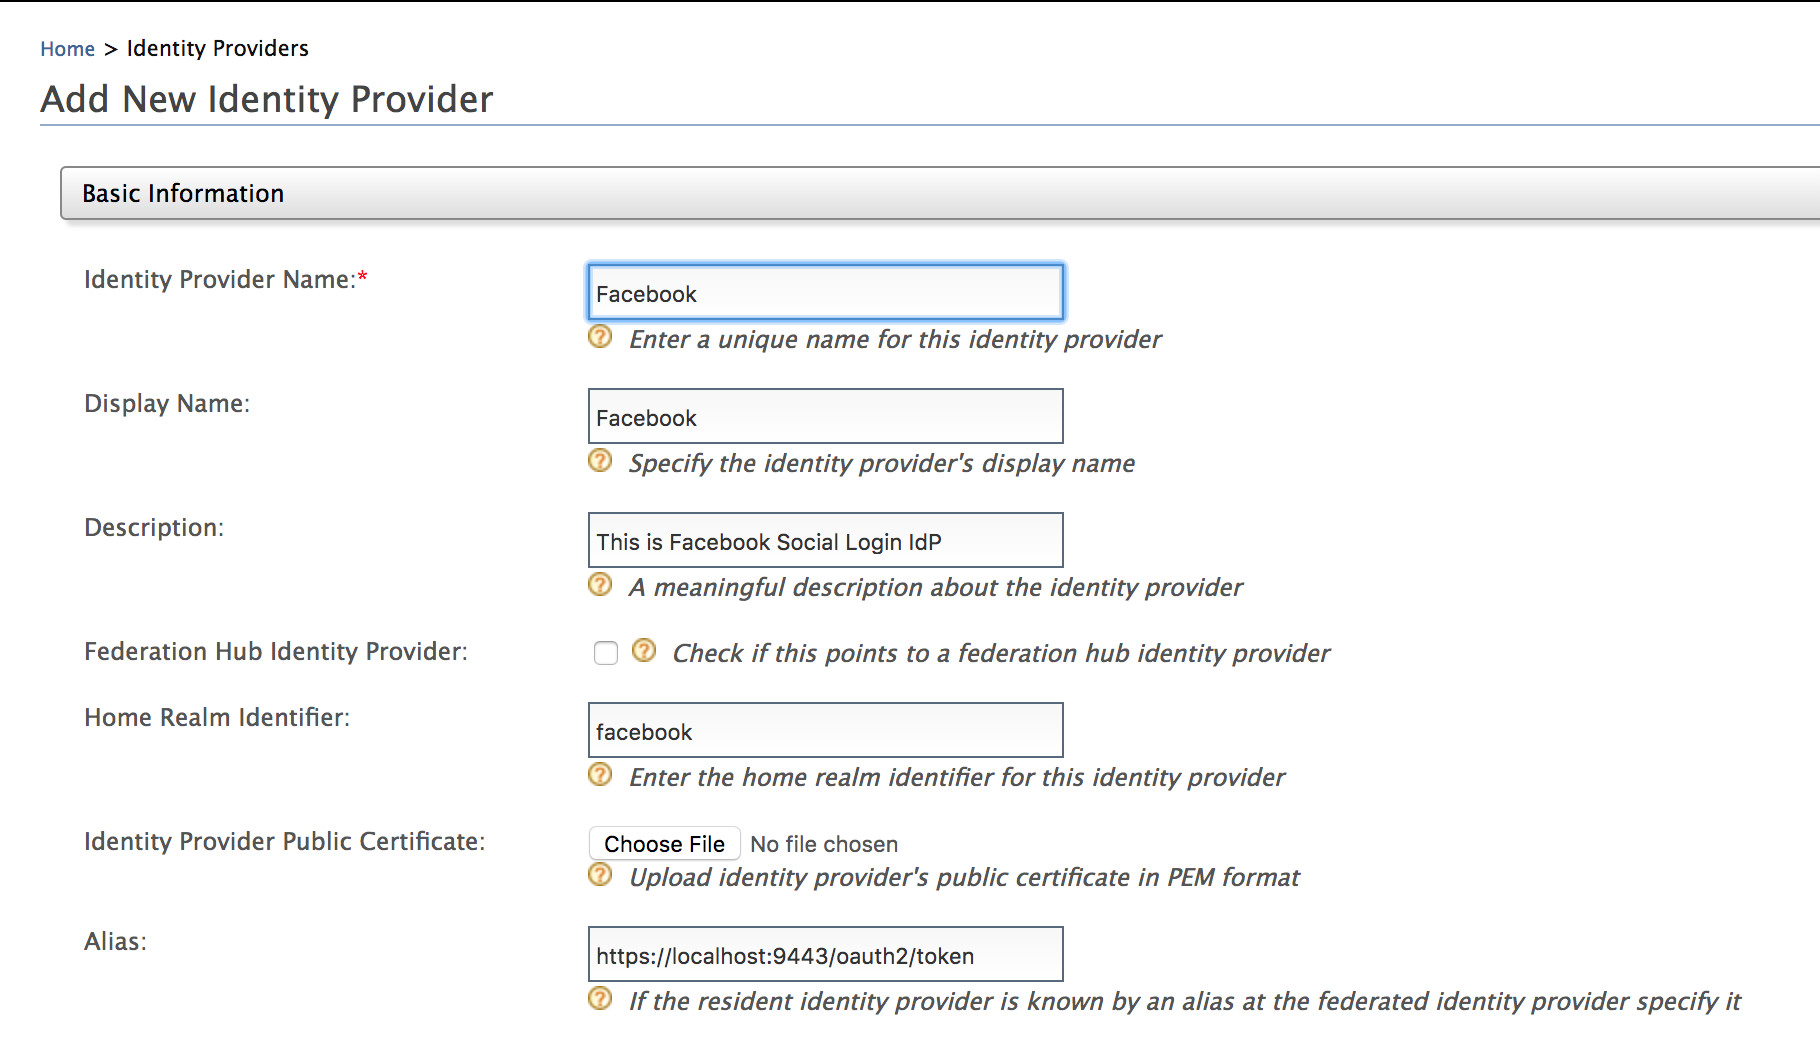 Home > Identity Providers
Add New Identity Provider
Basic Information
Identity Provider Name:*
Facebook
? Enter a unique name for this identity provider
Display Name:
Facebook
? Specify the identity provider's display name
Description:
This is Facebook Social Login IdP
? A meaningful description about the identity provider
Federation Hub Identity Provider:
? Check if this points to a federation hub identity provider
Home Realm Identifier:
facebook
? Enter the home realm identifier for this identity provider
Identity Provider Public Certificate:
Choose File No file chosen
? Upload identity provider's public certificate in PEM format
Alias:
https://localhost:9443/oauth2/token
? If the resident identity provider is known by an alias at the federated identity provider specify it